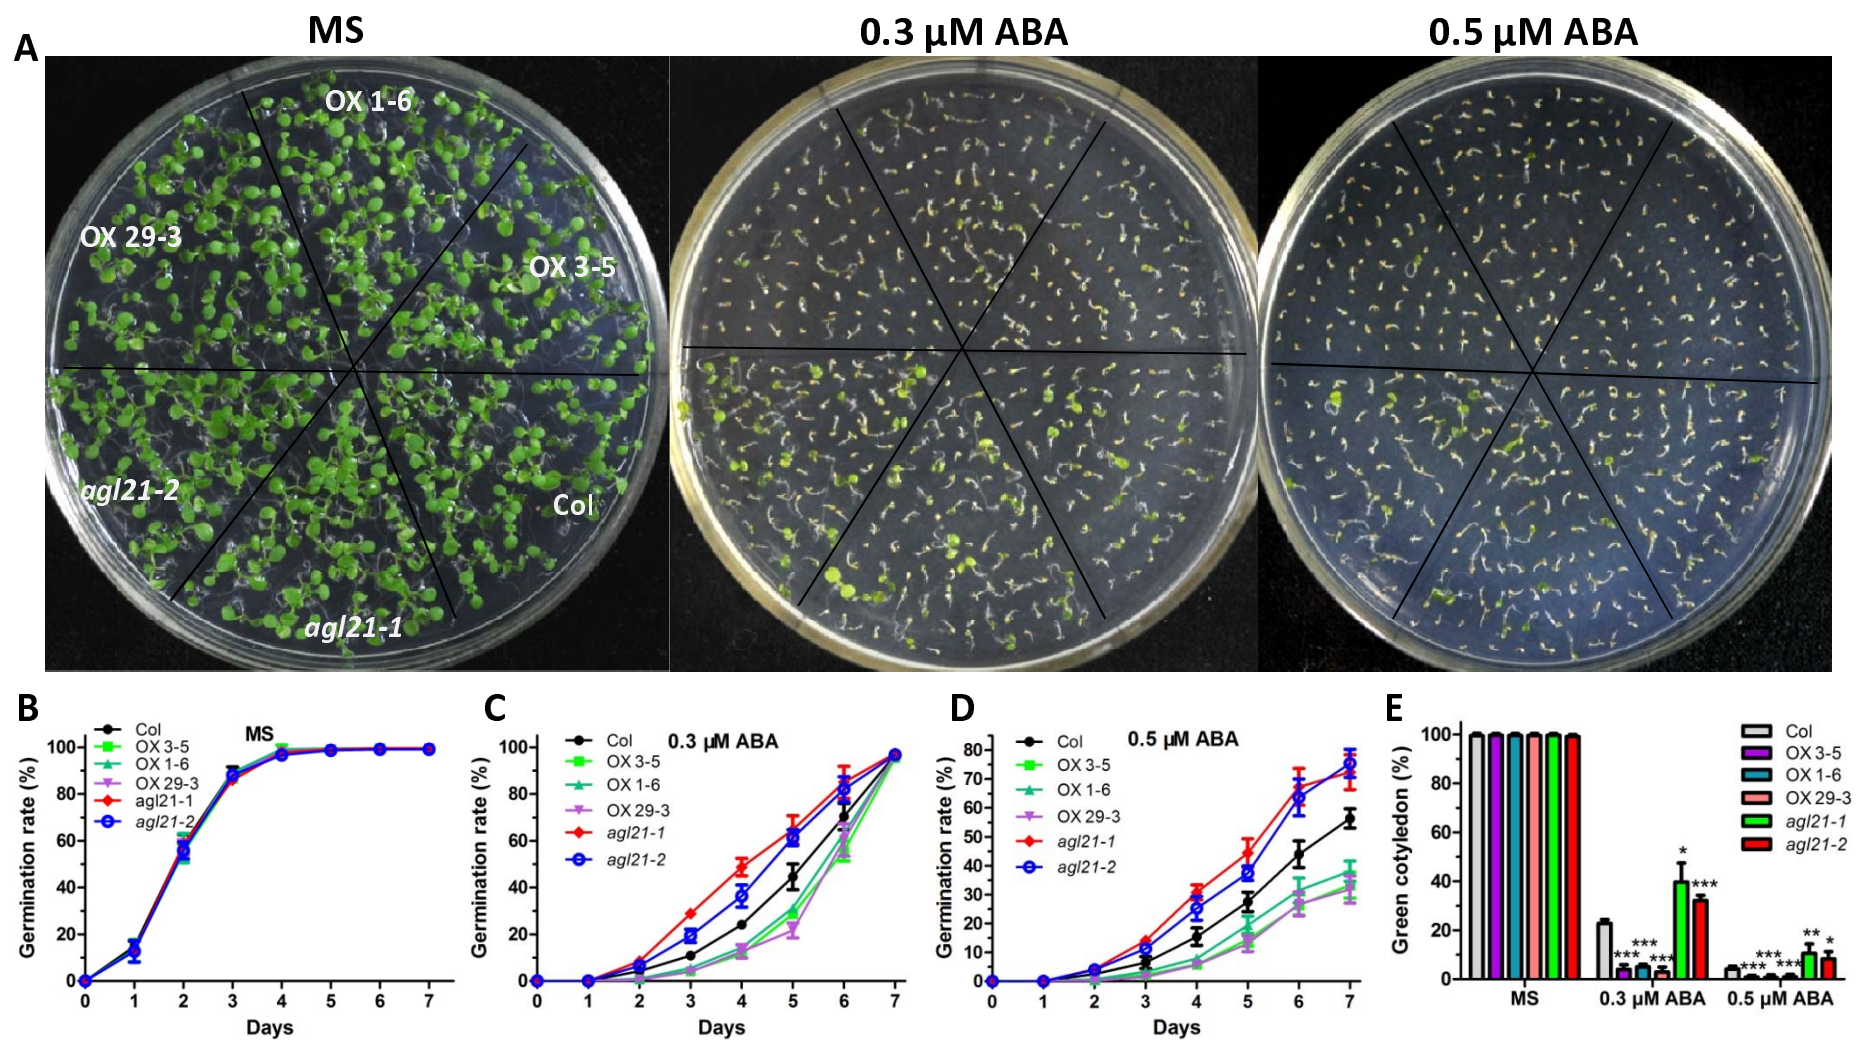 A
MS
0.3 µM ABA
0.5 µM ABA
OX 1-6
OX 29-3
OX 3-5
agl21-2
Col
agl21-1
B
MS
Col
OX 3-5
OX 1-6
OX 29-3
agl21-1
agl21-2
Germination rate (%)
100
80
60
40
20
0
0 1 2 3 4 5 6 7
Days
C
0.3 µM ABA
Col
OX 3-5
OX 1-6
OX 29-3
agl21-1
agl21-2
Germination rate (%)
100
80
60
40
20
0
0 1 2 3 4 5 6 7
Days
D
0.5 µM ABA
Col
OX 3-5
OX 1-6
OX 29-3
agl21-1
agl21-2
Germination rate (%)
80
70
60
50
40
30
20
10
0
0 1 2 3 4 5 6 7
Days
E
Col
OX 3-5
OX 1-6
OX 29-3
agl21-1
agl21-2
Green cotyledon (%)
100
80
60
40
20
0
*** *** *** * ***
*** *** *** ** *
MS 0.3 µM ABA 0.5 µM ABA